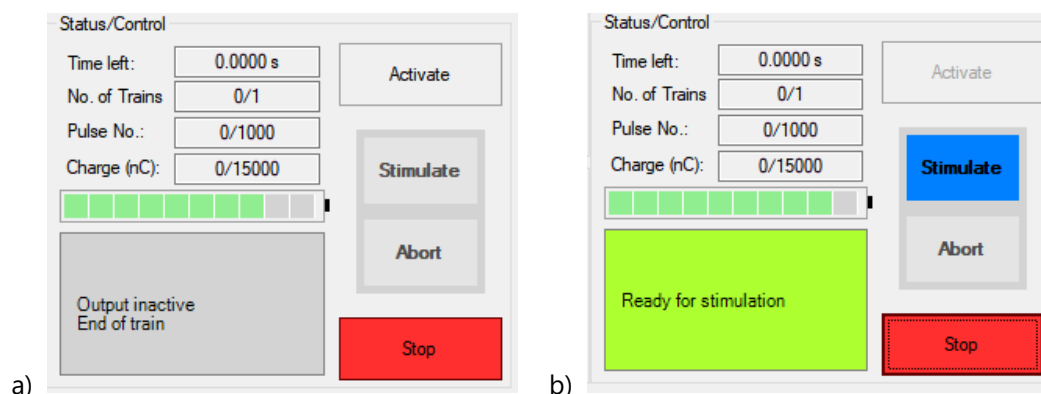 Status/Control
Time left: 0.0000 s
Activate
No. of Trains 0/1
Pulse No.: 0/1000
Charge (nC): 0/15000
Stimulate
Abort
Output inactive
End of train
Stop
a)
Status/Control
Time left: 0.0000 s
Activate
No. of Trains 0/1
Pulse No.: 0/1000
Charge (nC): 0/15000
Stimulate
Abort
Ready for stimulation
Stop
b)